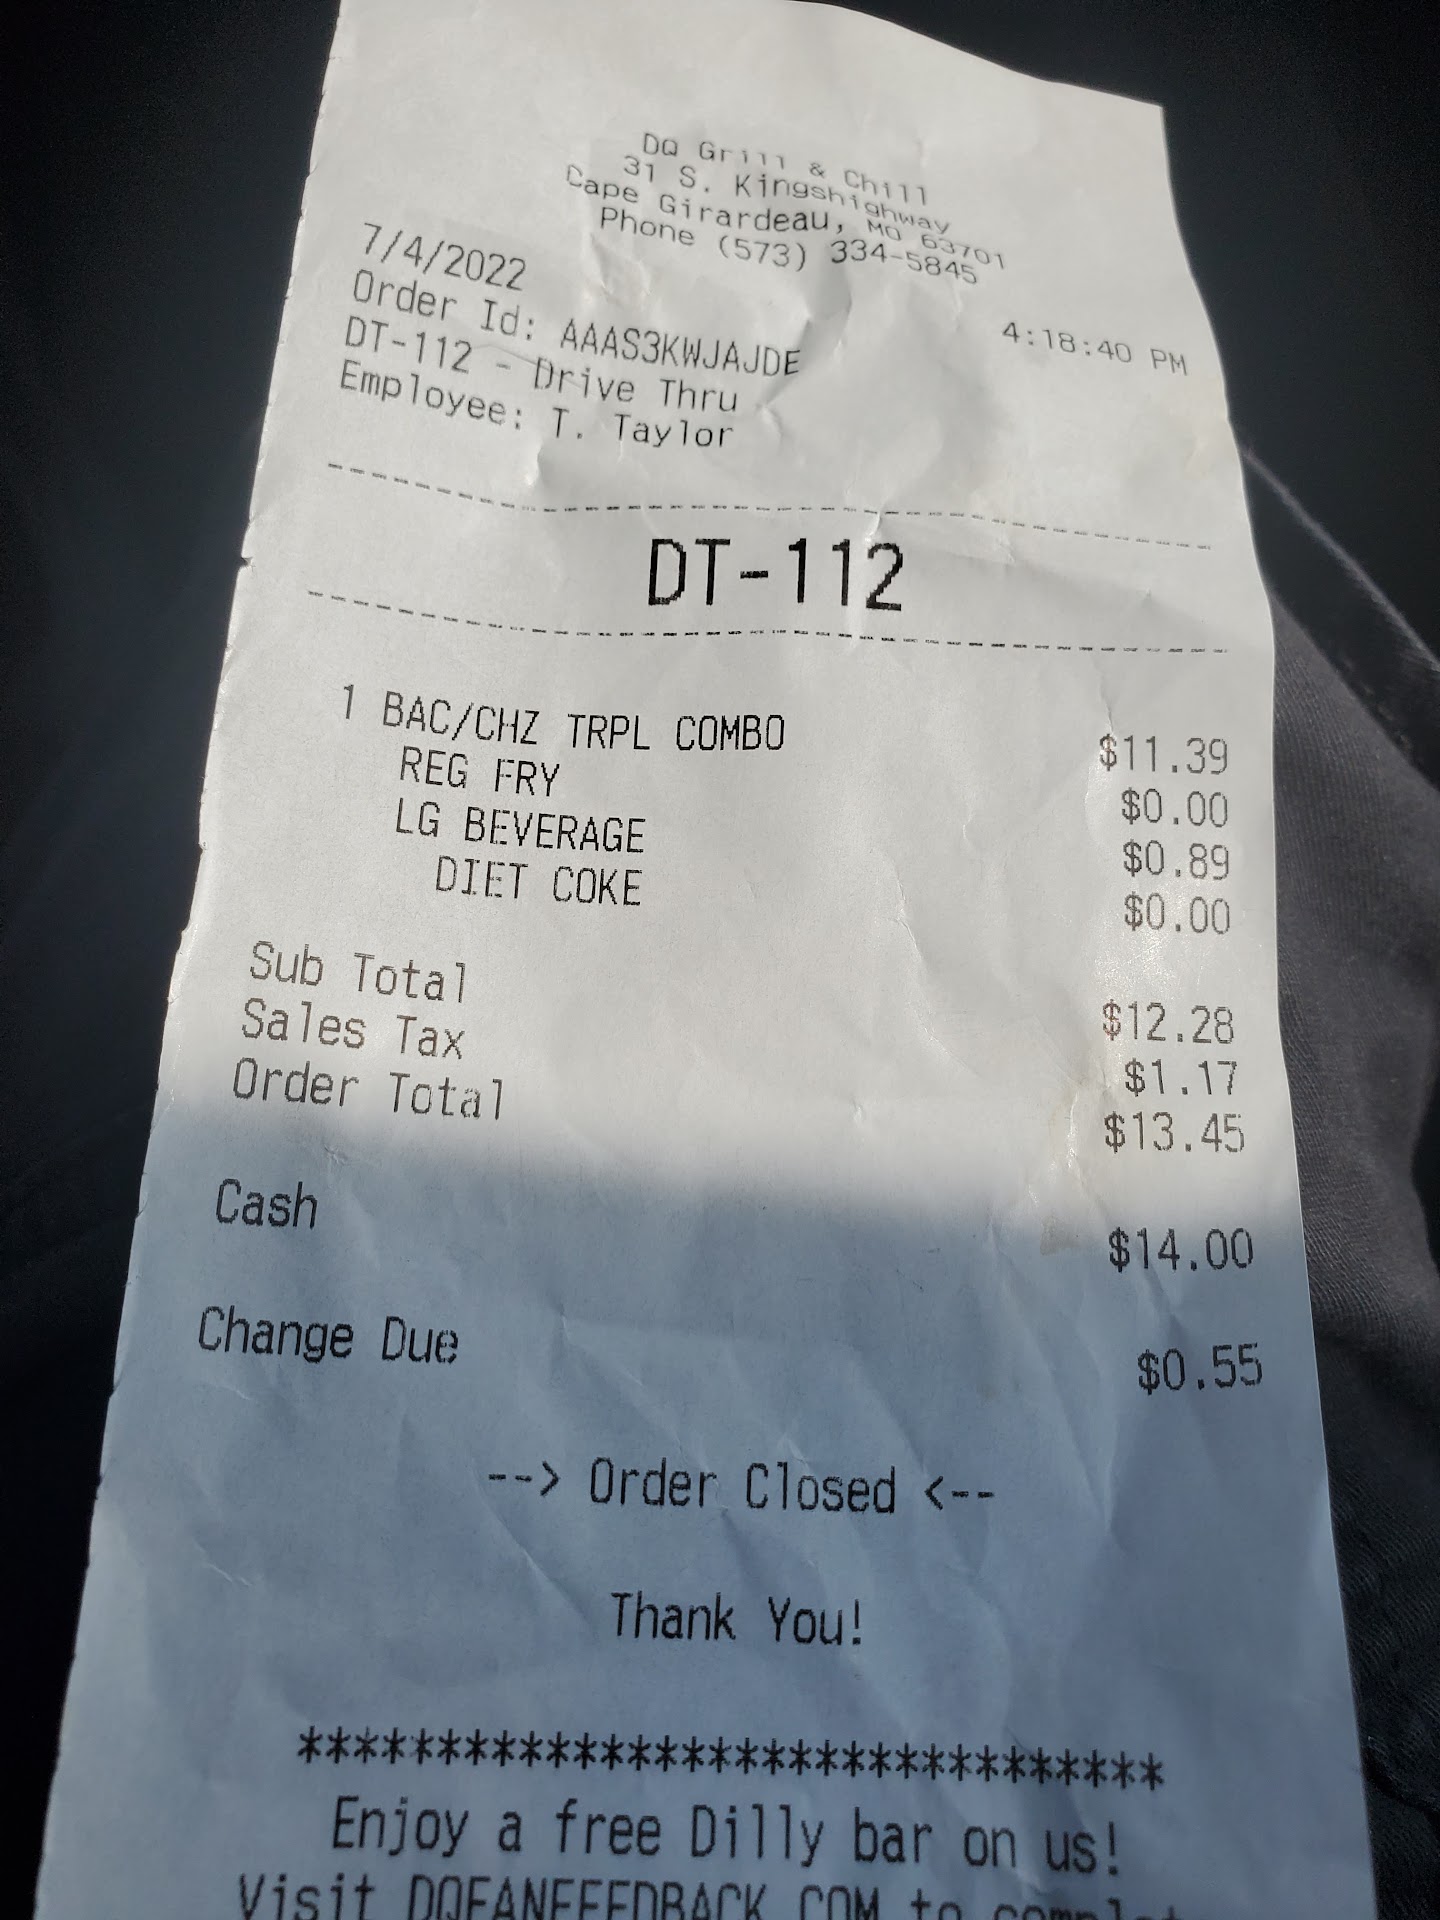 DQ Grill & Chill
31 S. Kingshighway
Cape Girardeau, MO 63701
Phone (573) 334-5845
7/4/2022 4:18:40 PM
Order Id: AAAS3KWJAJDE
DT-112 - Drive Thru
Employee: T. Taylor
DT-112
1 BAC/CHZ TRPL COMBO $11.39
REG FRY $0.00
LG BEVERAGE $0.89
DIET COKE $0.00
Sub Total $12.28
Sales Tax $1.17
Order Total $13.45
Cash $14.00
Change Due $0.55
--> Order Closed <--
Thank You!
********************************
Enjoy a free Dilly bar on us!
Visit DQFANFEEDBACK.COM to